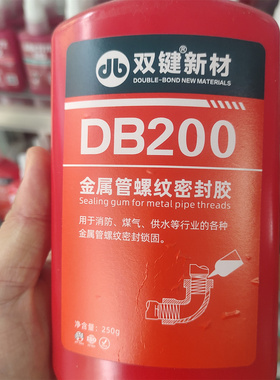 双键新材®
DOUBLE-BOND NEW MATERIALS
DB200
金属管螺纹密封胶
Sealing gum for metal pipe threads
用于消防、煤气、供水等行业的各种
金属管螺纹密封锁固。
净含量：250g